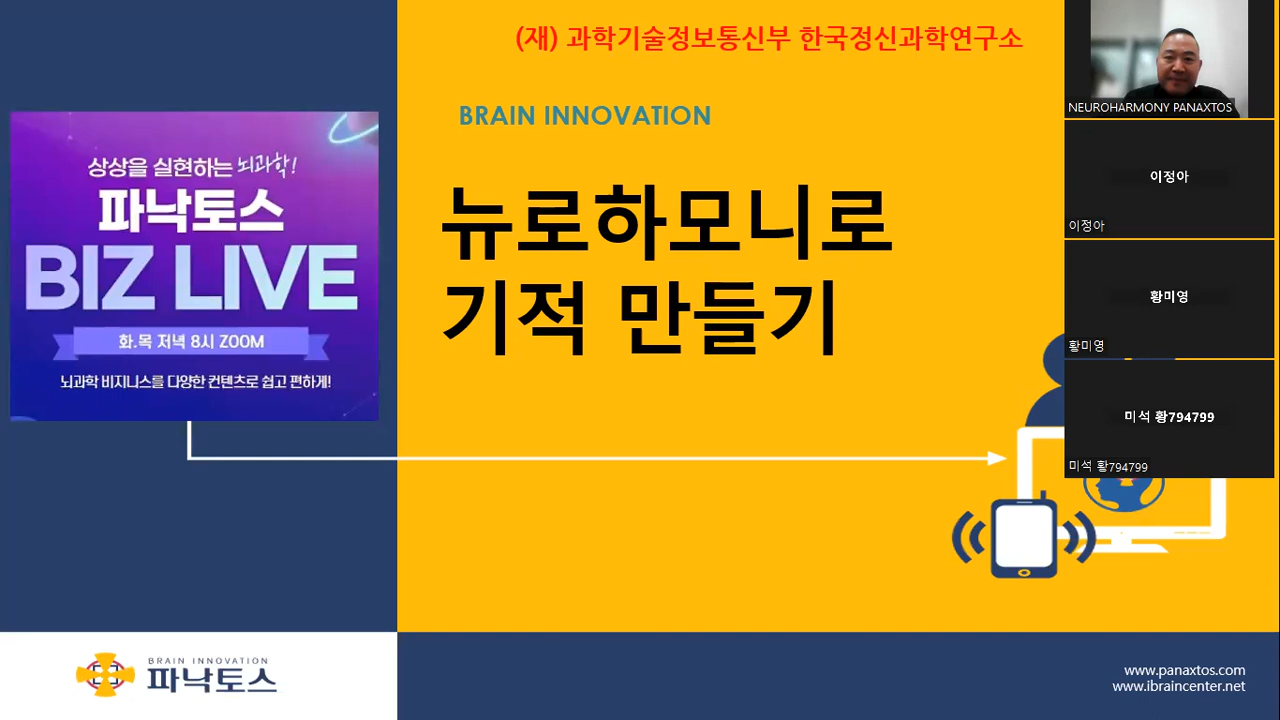 (재) 과학기술정보통신부 한국정신과학연구소
BRAIN INNOVATION
뉴로하모니로
기적 만들기
상상을 실현하는 뇌과학!
파낙토스
BIZ LIVE
화.목 저녁 8시 ZOOM
뇌과학 비지니스를 다양한 컨텐츠로 쉽고 편하게!
NEUROHARMONY PANAXTOS
이정아
이정아
황미영
황미영
미석 황794799
미석 황794799
BRAIN INNOVATION
파낙토스
www.panaxtos.com
www.ibraincenter.net